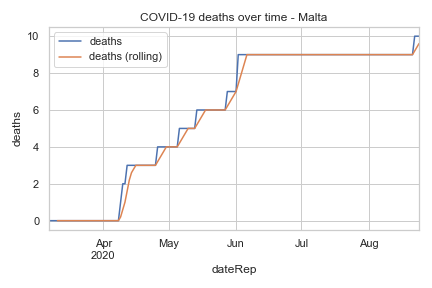 COVID-19 deaths over time - Malta
deaths
deaths (rolling)
10
8
6
4
2
0
deaths
Apr
2020
May
Jun
Jul
Aug
dateRep